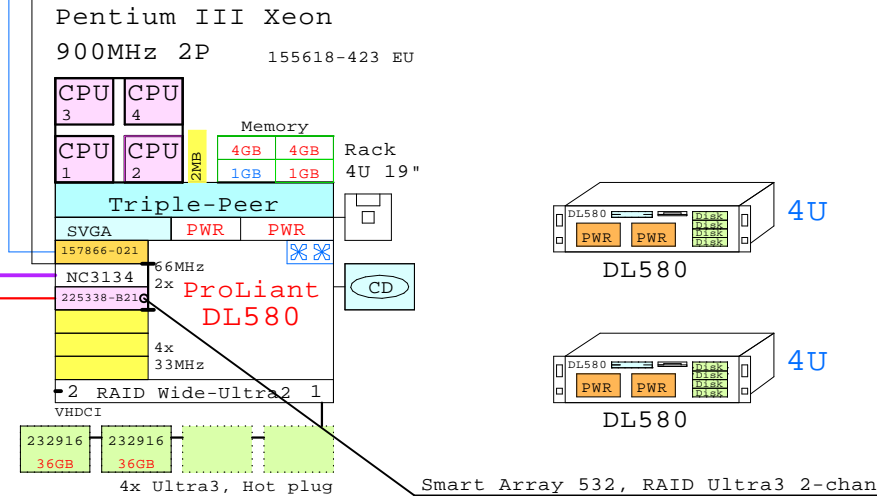 Pentium III Xeon
900MHz 2P
155618-423 EU
CPU
3
CPU
4
CPU
1
CPU
2
2MB
Memory
4GB 4GB
1GB 1GB
Rack
4U 19"
Triple-Peer
SVGA
PWR PWR
157866-021
NC3134
225338-B21
66MHz
2x
ProLiant
DL580
CD
4x
33MHz
2 RAID Wide-Ultra2 1
VHDCI
232916
36GB
232916
36GB
4x Ultra3, Hot plug
Smart Array 532, RAID Ultra3 2-chan
DL580
PWR PWR
Disk
Disk
Disk
Disk
4U
DL580
DL580
PWR PWR
Disk
Disk
Disk
Disk
4U
DL580